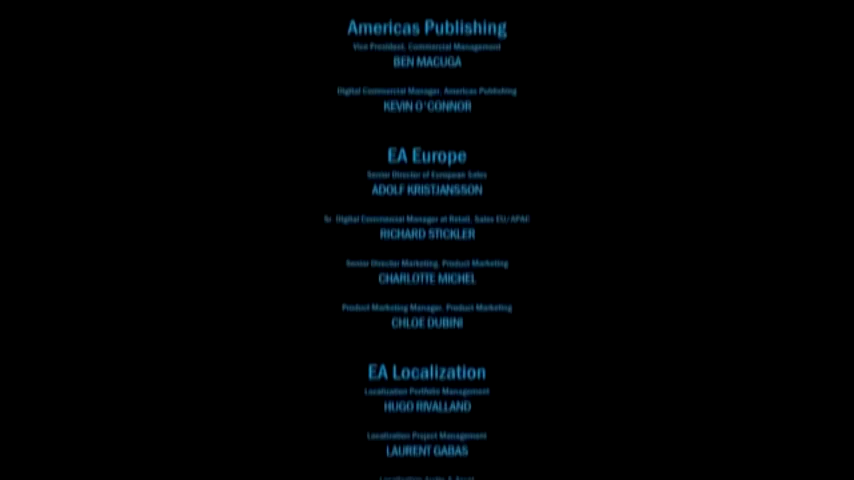 Americas Publishing
Vice President, Commercial Management
BEN MACUGA
Digital Commercial Manager, Americas Publishing
KEVIN O'CONNOR
EA Europe
Senior Director of European Sales
ADOLF KRISTJANSSON
Sr. Digital Commercial Manager at Retail, Sales EU/APAC
RICHARD STICKLER
Senior Director Marketing, Product Marketing
CHARLOTTE MICHEL
Product Marketing Manager, Product Marketing
CHLOE DUBINI
EA Localization
Localization Portfolio Management
HUGO RIVALLAND
Localization Project Management
LAURENT GABAS